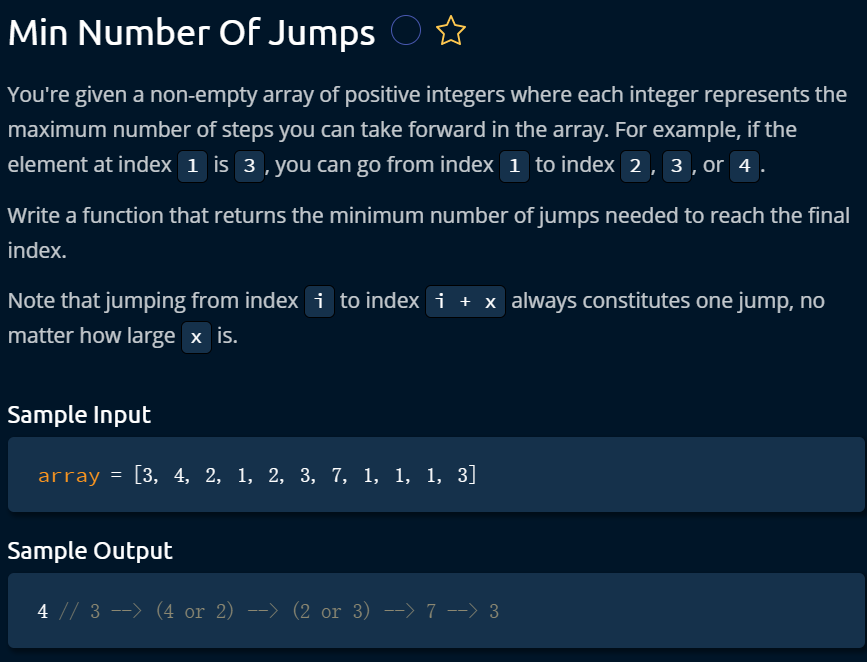 Min Number Of Jumps
You're given a non-empty array of positive integers where each integer represents the
maximum number of steps you can take forward in the array. For example, if the
element at index 1 is 3, you can go from index 1 to index 2, 3, or 4.
Write a function that returns the minimum number of jumps needed to reach the final
index.
Note that jumping from index i to index i + x always constitutes one jump, no
matter how large x is.
Sample Input
array = [3, 4, 2, 1, 2, 3, 7, 1, 1, 1, 3]
Sample Output
4 // 3 --> (4 or 2) --> (2 or 3) --> 7 --> 3